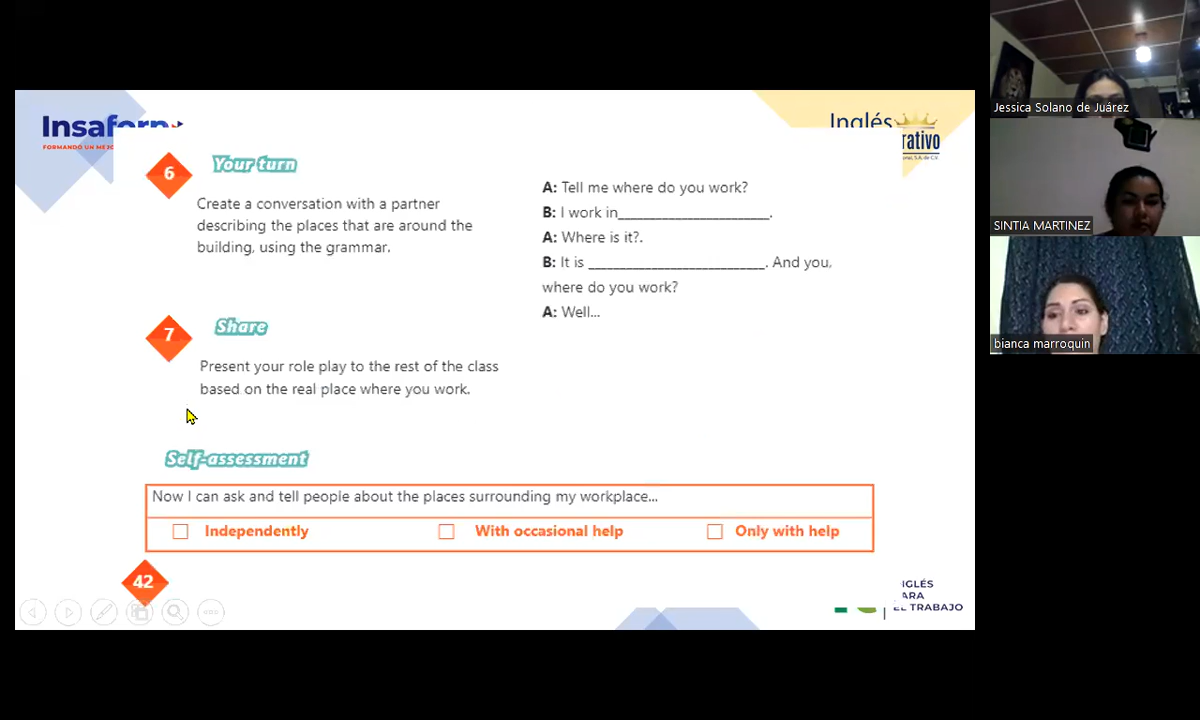 Insaforp
FORMANDO UN MEJO
Inglés
rativo
6
Your turn
Create a conversation with a partner
describing the places that are around the
building, using the grammar.
A: Tell me where do you work?
B: I work in_______________________.
A: Where is it?.
B: It is ___________________________. And you,
where do you work?
A: Well...
7
Share
Present your role play to the rest of the class
based on the real place where you work.
Self-assessment
Now I can ask and tell people about the places surrounding my workplace...
Independently
With occasional help
Only with help
42
INGLÉS
ARA
EL TRABAJO
Jessica Solano de Juárez
SINTIA MARTINEZ
bianca marroquin